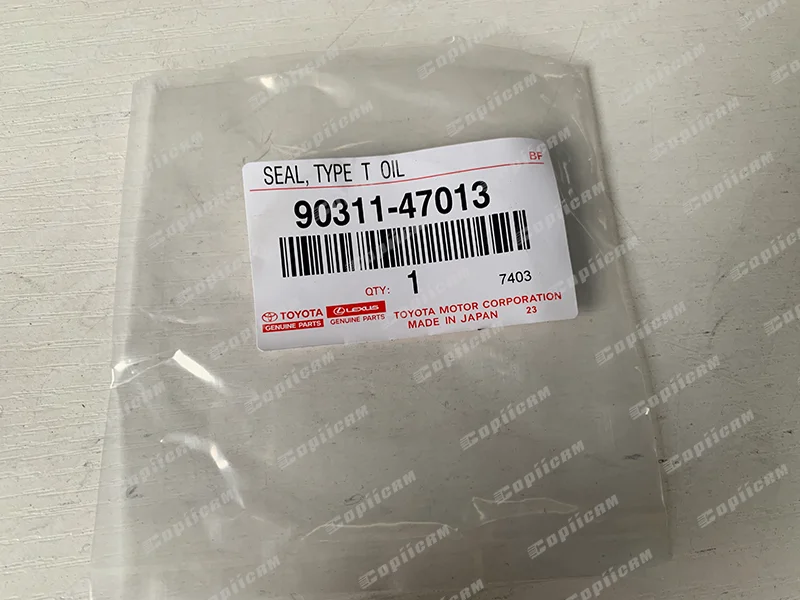 SEAL, TYPE T OIL
BF
90311-47013
QTY: 1 7403
TOYOTA LEXUS TOYOTA MOTOR CORPORATION
GENUINE PARTS GENUINE PARTS MADE IN JAPAN 23
Copiicam